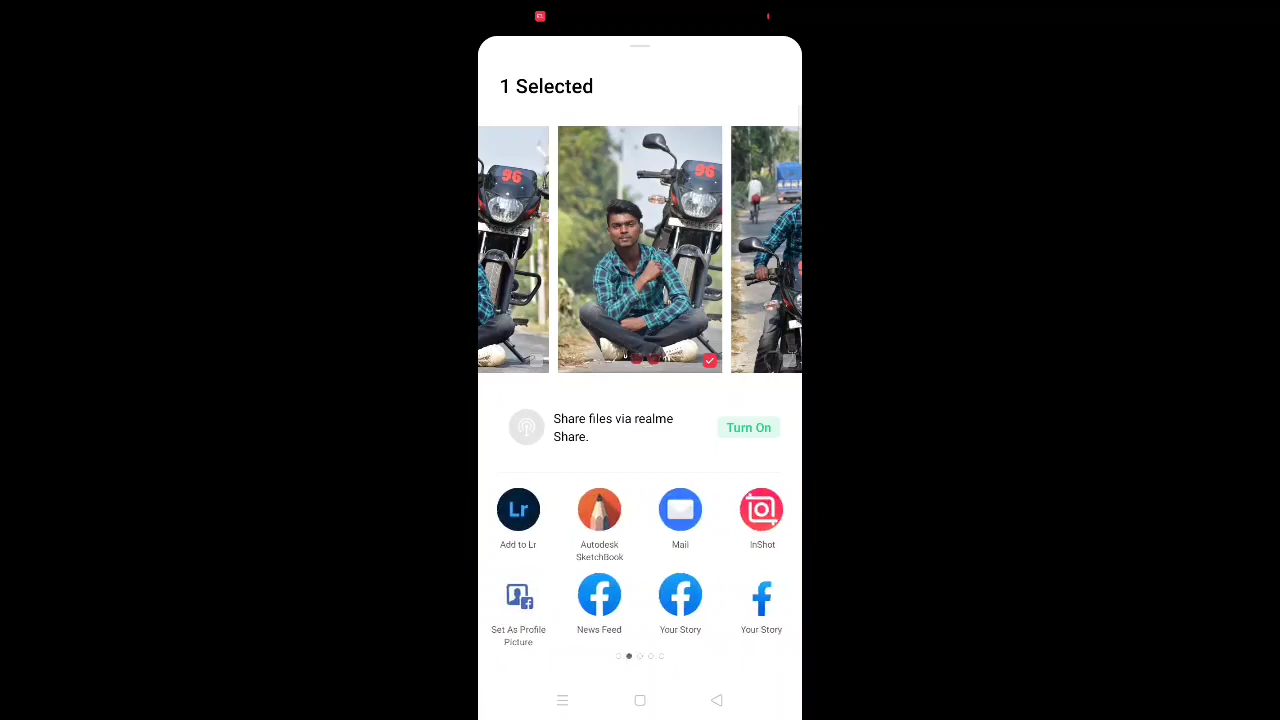 1 Selected
96
96
Share files via realme
Share.
Turn On
Lr
Add to Lr
Autodesk
SketchBook
Mail
InShot
Set As Profile
Picture
News Feed
Your Story
Your Story